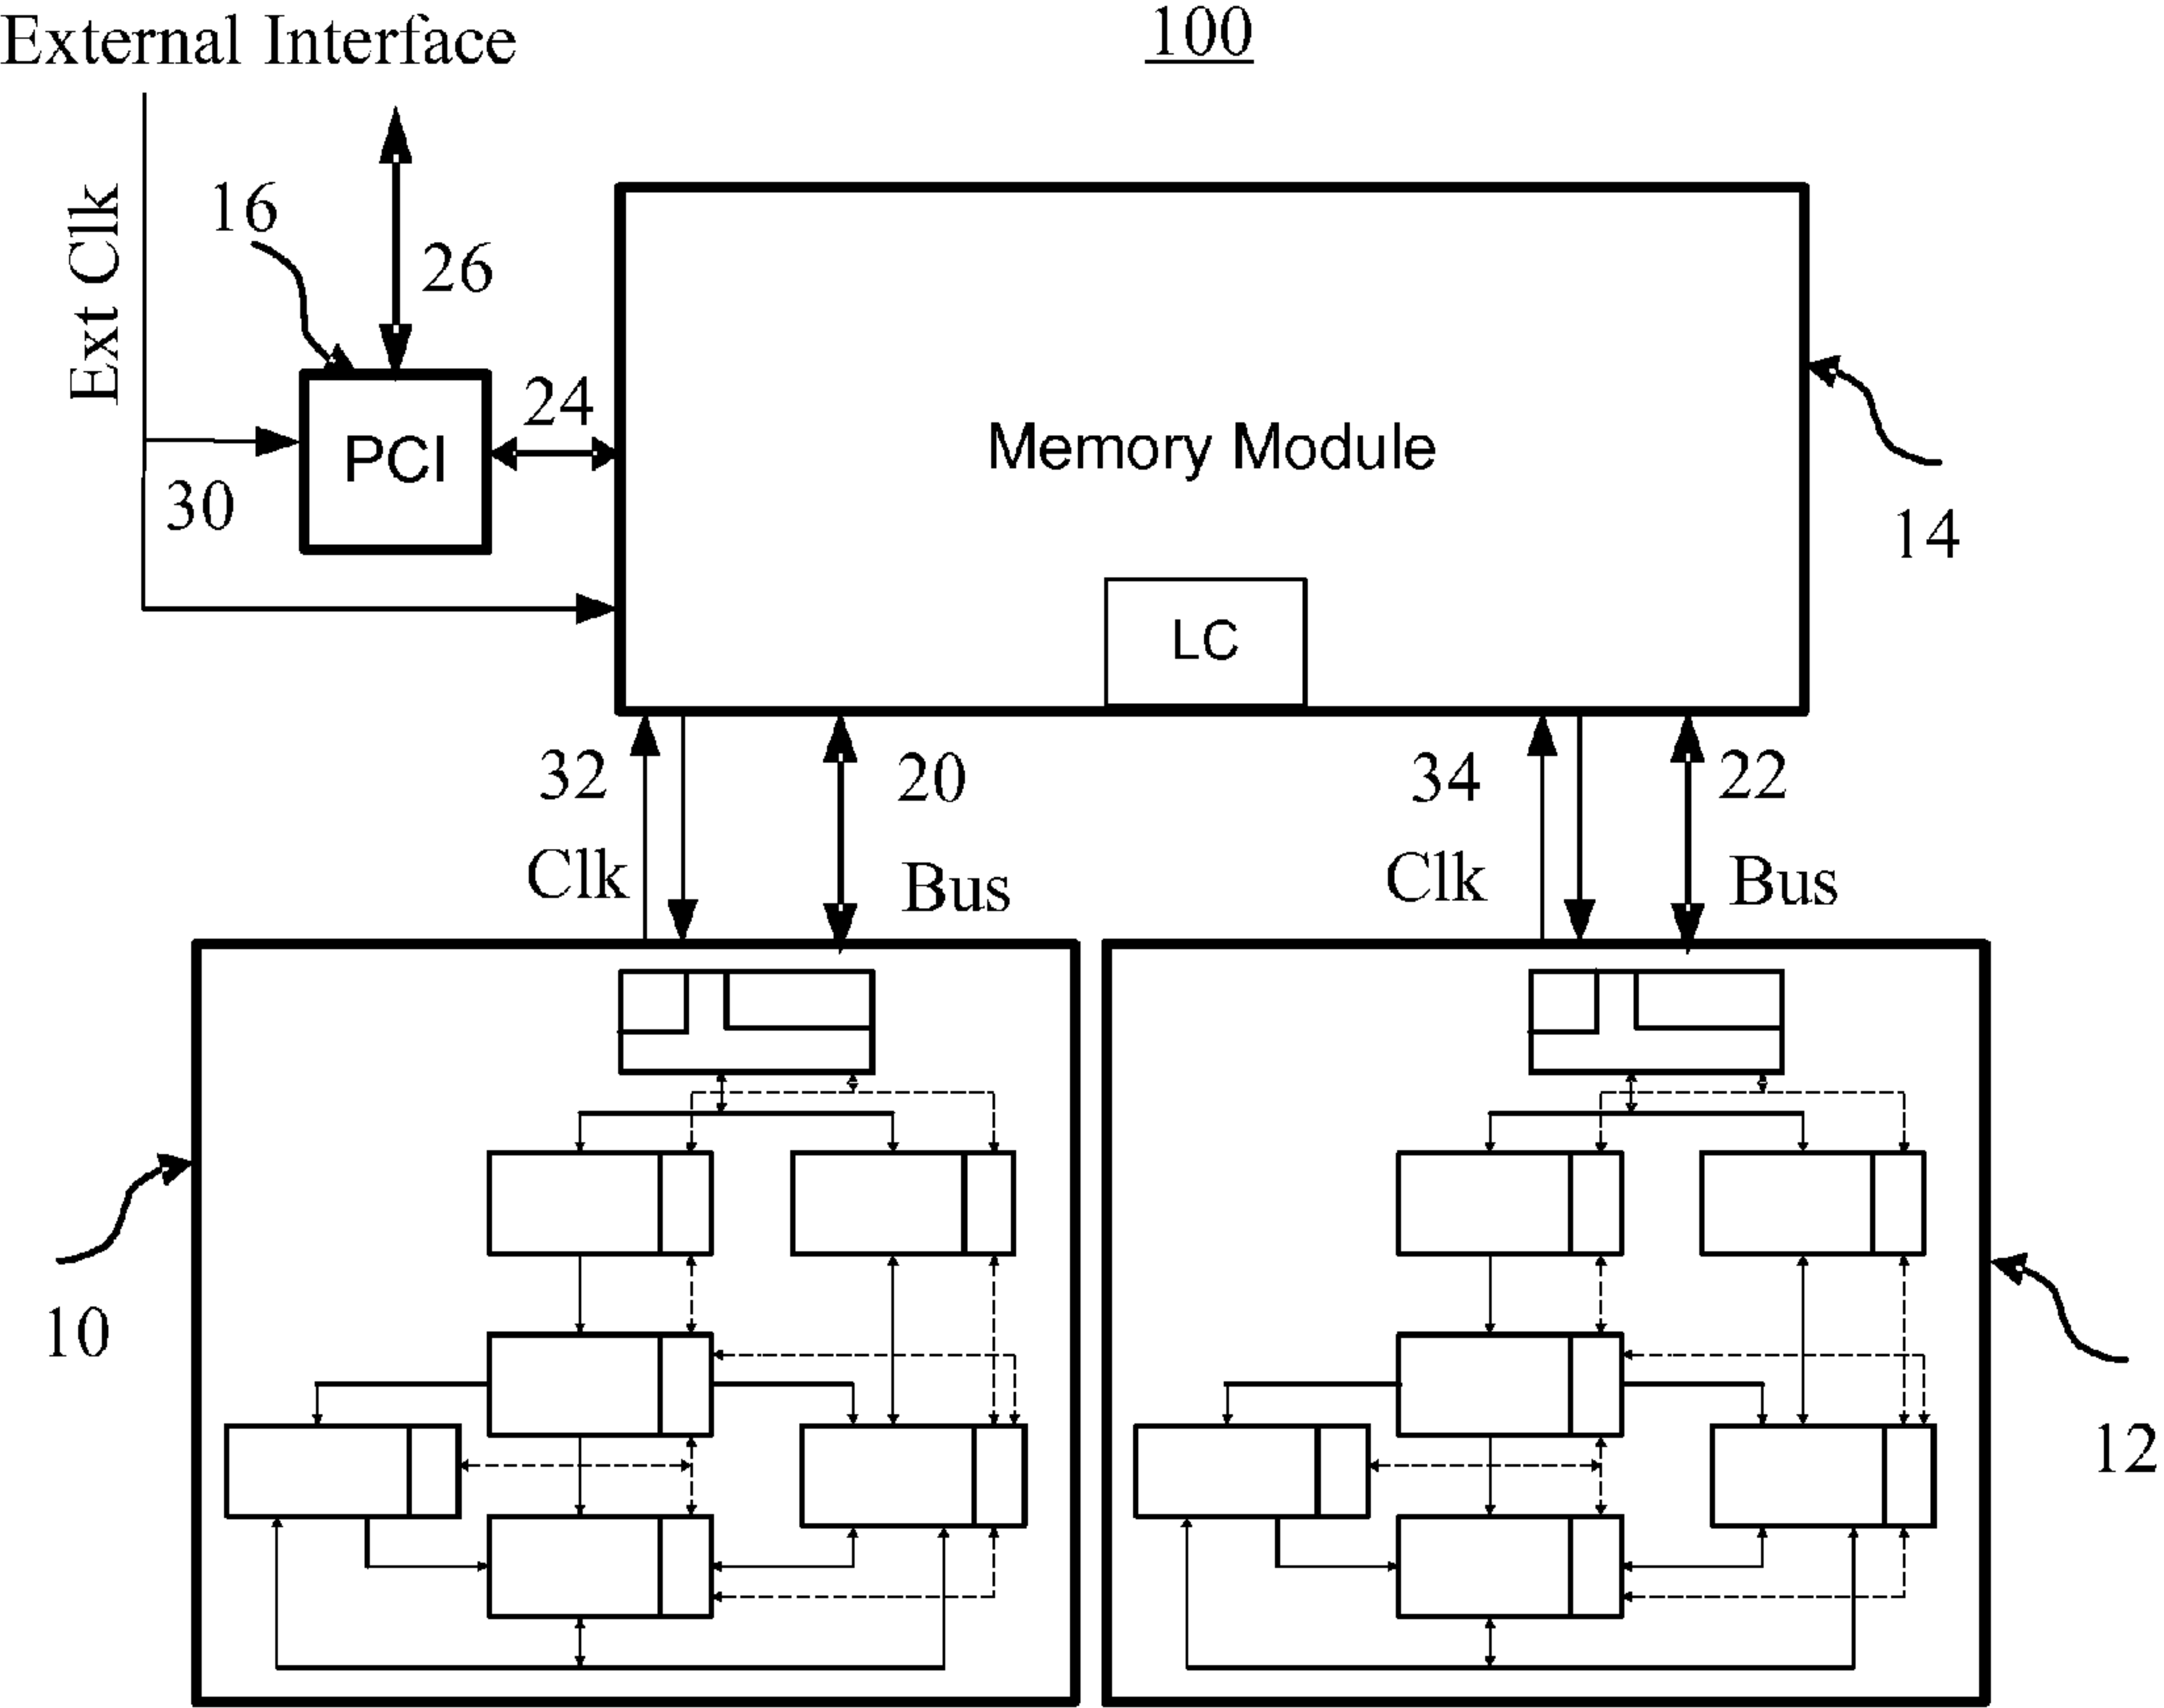 External Interface
100
Ext Clk
16
26
24
PCI
30
Memory Module
14
LC
32
20
34
22
Clk
Bus
Clk
Bus
10
12